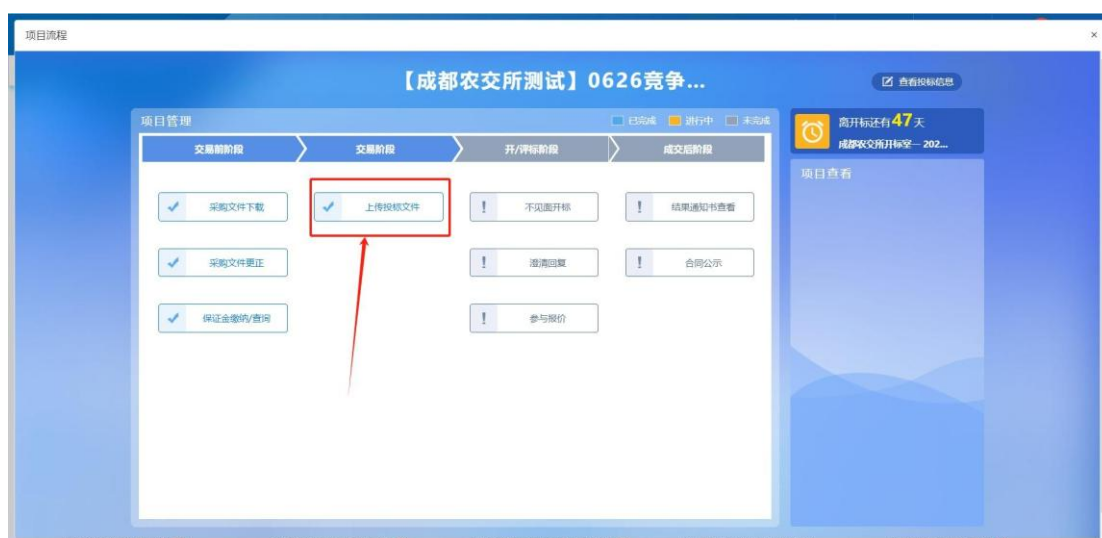 项目流程
×
【成都农交所测试】0626竞争...
查看投标信息
项目管理
已完成 进行中 未完成
交易前阶段 交易阶段 开/评标阶段 成交后阶段
采购文件下载 上传投标文件 不见面开标 结果通知书查看
采购文件更正 澄清回复 合同公示
保证金缴纳/查询 参与报价
离开标还有47天
成都农交所开标室一 202...
项目查看